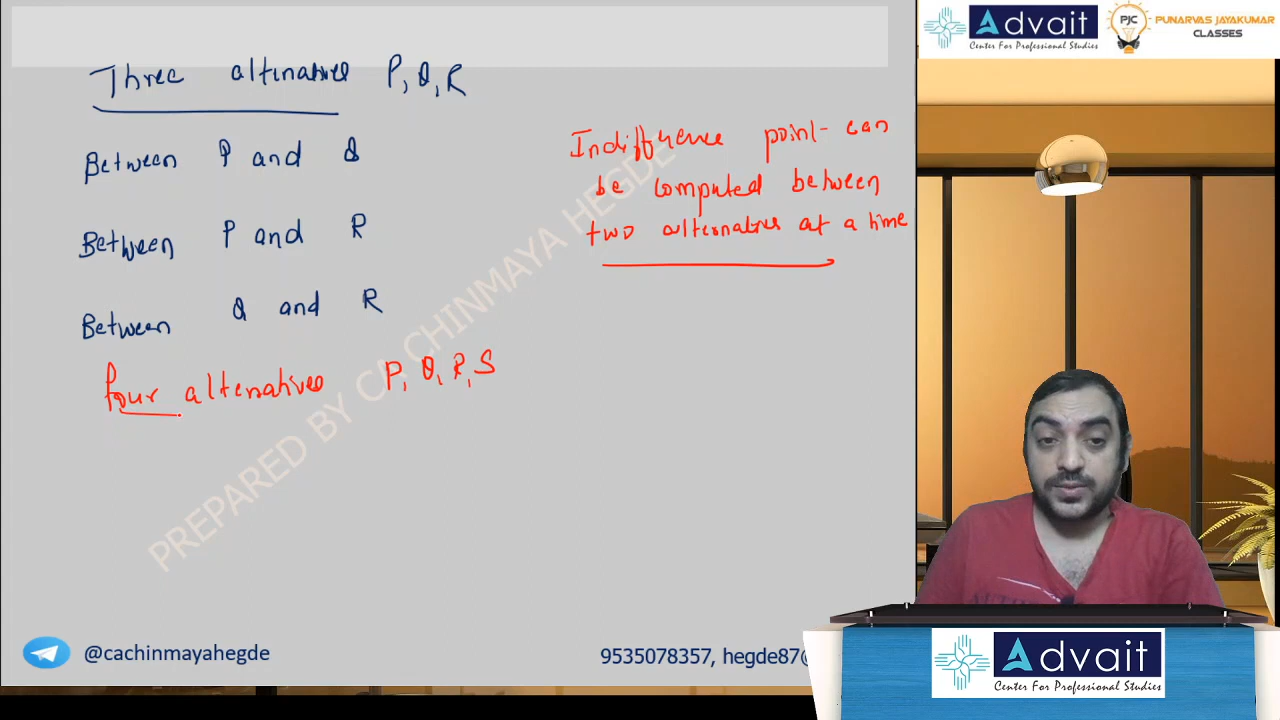 Three alternatives P, Q, R
Between P and Q
Between P and R
Between Q and R
Four alternatives P, Q, R, S
Indifference point can
be computed between
two alternatives at a time
PREPARED BY CA CHINMAYA HEGDE
@cachinmayahegde
9535078357, hegde87@
Advait
Center For Professional Studies
PJC
PUNARVAS JAYAKUMAR
CLASSES
Advait
Center For Professional Studies